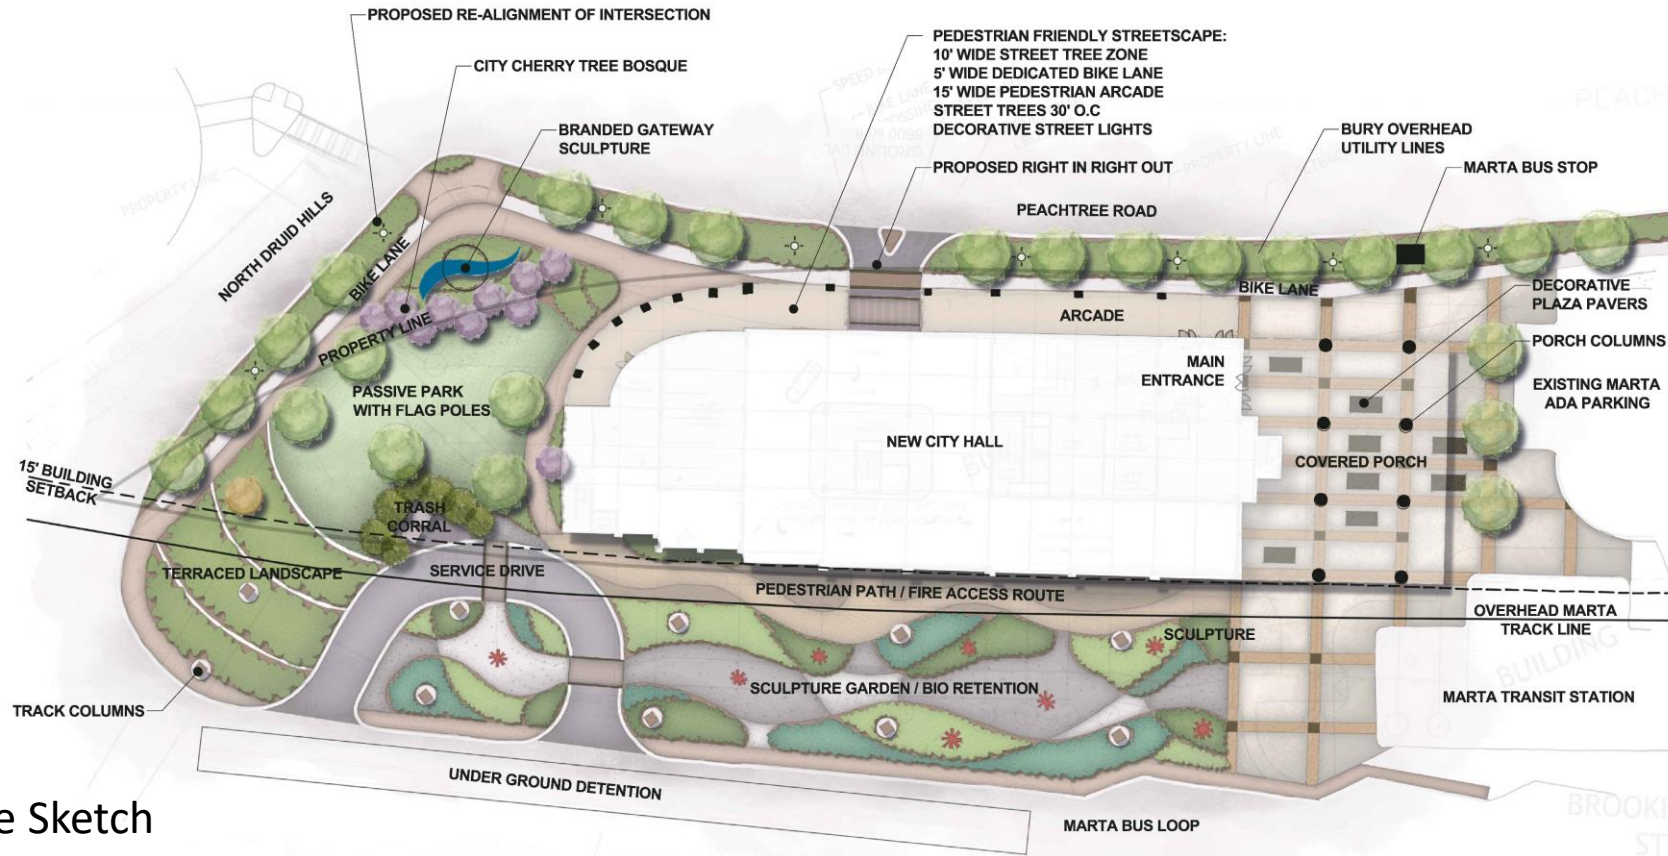 PROPOSED RE-ALIGNMENT OF INTERSECTION
CITY CHERRY TREE BOSQUE
BRANDED GATEWAY
SCULPTURE
PEDESTRIAN FRIENDLY STREETSCAPE:
10' WIDE STREET TREE ZONE
5' WIDE DEDICATED BIKE LANE
15' WIDE PEDESTRIAN ARCADE
STREET TREES 30' O.C
DECORATIVE STREET LIGHTS
PROPOSED RIGHT IN RIGHT OUT
BURY OVERHEAD
UTILITY LINES
MARTA BUS STOP
PEACHTREE ROAD
PROPERTY LINE
PROPERTY LINE
NORTH DRUID HILLS
BIKE LANE
PROPERTY LINE
BIKE LANE
ARCADE
DECORATIVE
PLAZA PAVERS
PORCH COLUMNS
MAIN
ENTRANCE
EXISTING MARTA
ADA PARKING
PASSIVE PARK
WITH FLAG POLES
NEW CITY HALL
COVERED PORCH
15' BUILDING
SETBACK
TRASH
CORRAL
TERRACED LANDSCAPE
SERVICE DRIVE
PEDESTRIAN PATH / FIRE ACCESS ROUTE
OVERHEAD MARTA
TRACK LINE
SCULPTURE
BUILDING
SCULPTURE GARDEN / BIO RETENTION
MARTA TRANSIT STATION
TRACK COLUMNS
UNDER GROUND DETENTION
MARTA BUS LOOP
e Sketch